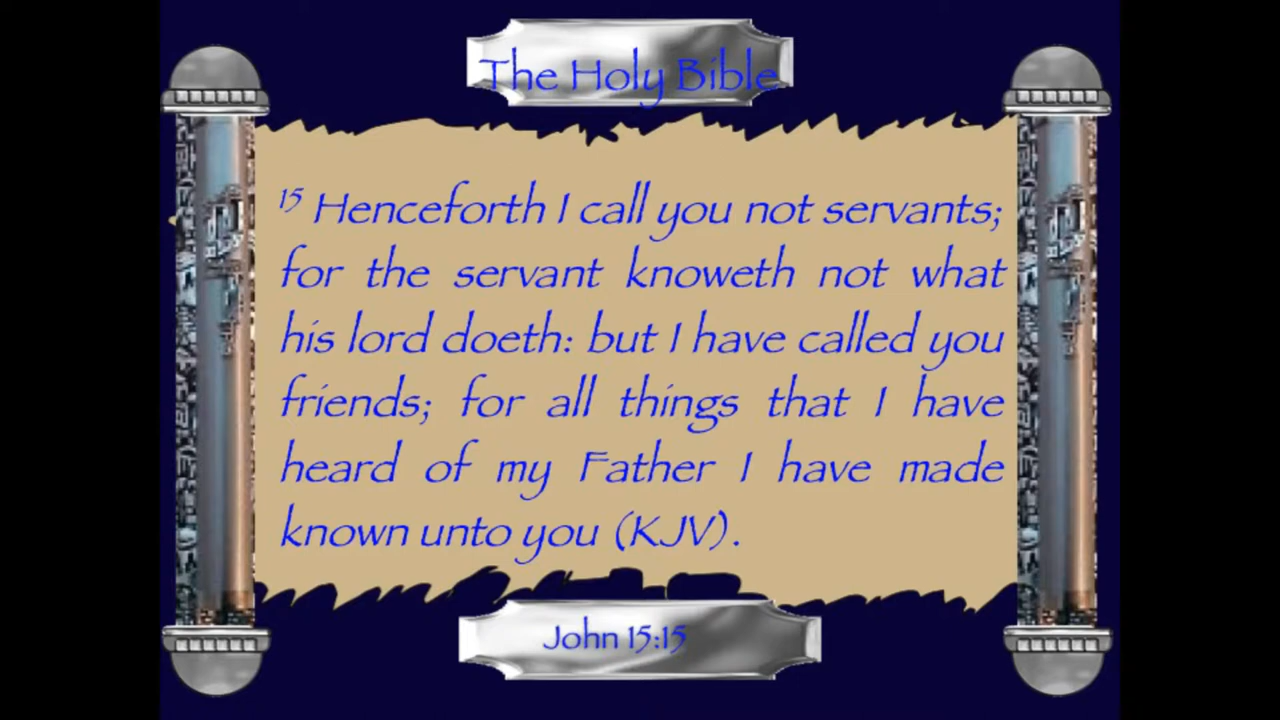 The Holy Bible
15 Henceforth I call you not servants;
for the servant knoweth not what
his lord doeth: but I have called you
friends; for all things that I have
heard of my Father I have made
known unto you (KJV).
John 15:15